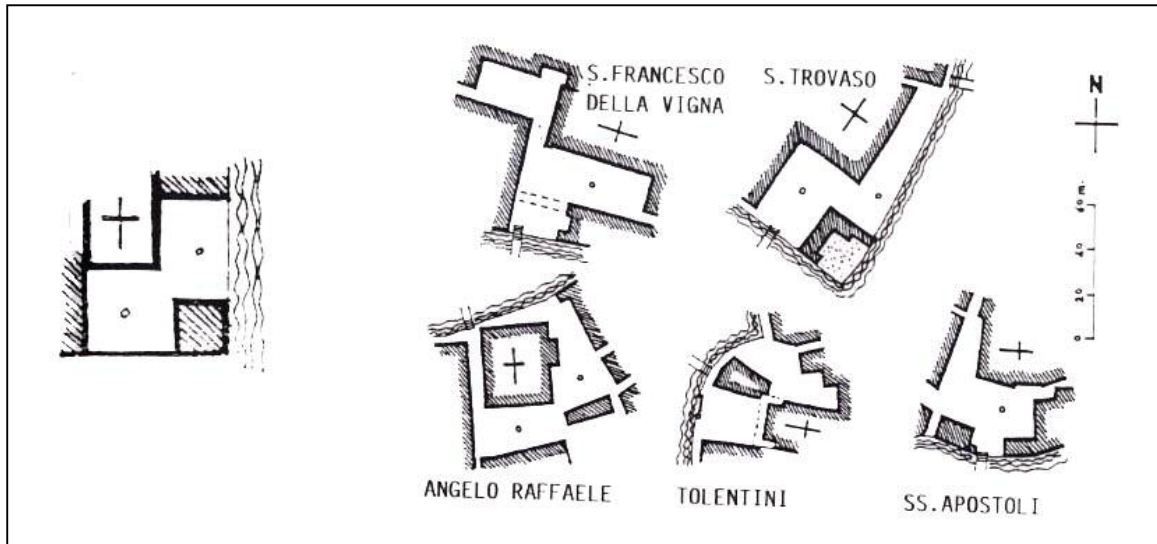 S.FRANCESCO
DELLA VIGNA
S.TROVASO
N
60 m
40
20
0
ANGELO RAFFAELE
TOLENTINI
SS.APOSTOLI